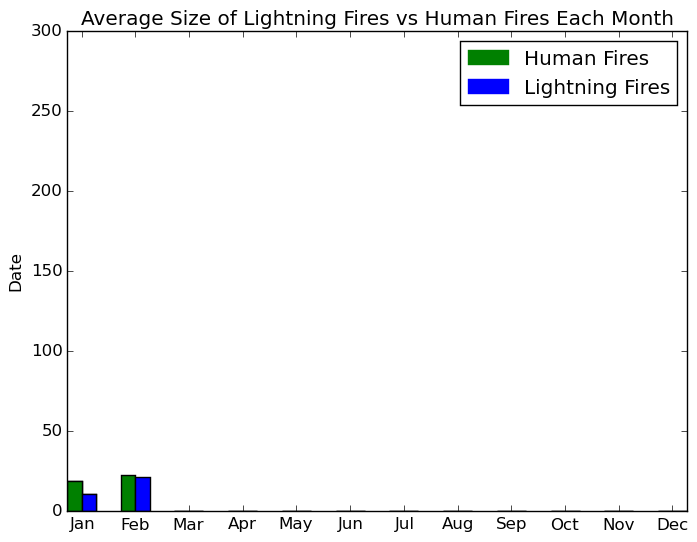 Average Size of Lightning Fires vs Human Fires Each Month
300
250
200
150
100
50
0
Date
Human Fires
Lightning Fires
Jan Feb Mar Apr May Jun Jul Aug Sep Oct Nov Dec